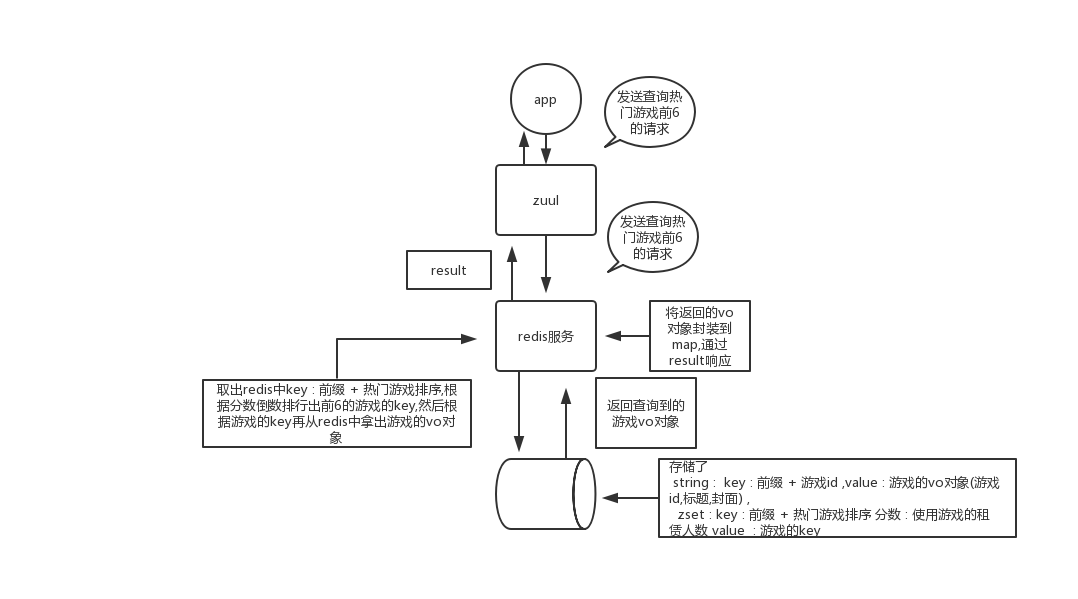 app
发送查询热
门游戏前6
的请求
zuul
发送查询热
门游戏前6
的请求
result
redis服务
将返回的vo
对象封装到
map,通过
result响应
取出redis中key : 前缀 + 热门游戏排序,根
据分数倒数排行出前6的游戏的key,然后根
据游戏的key再从redis中拿出游戏的vo对
象
返回查询到的
游戏vo对象
存储了
string : key : 前缀 + 游戏id ,value : 游戏的vo对象(游戏
id,标题,封面) ,
zset : key : 前缀 + 热门游戏排序 分数 : 使用游戏的租
赁人数 value : 游戏的key